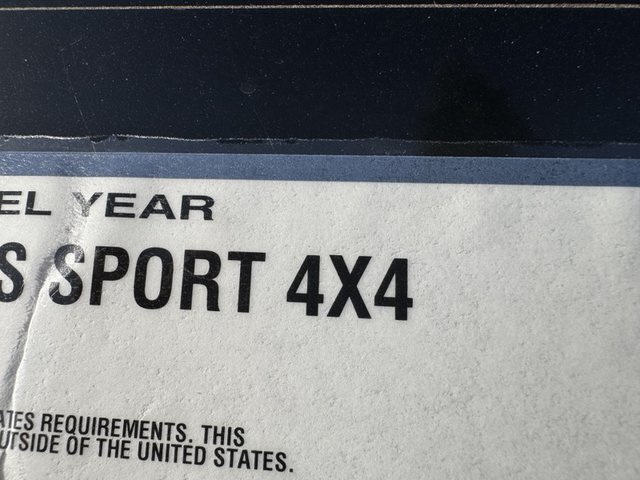 EL YEAR
S SPORT 4X4
ATES REQUIREMENTS. THIS
UTSIDE OF THE UNITED STATES.